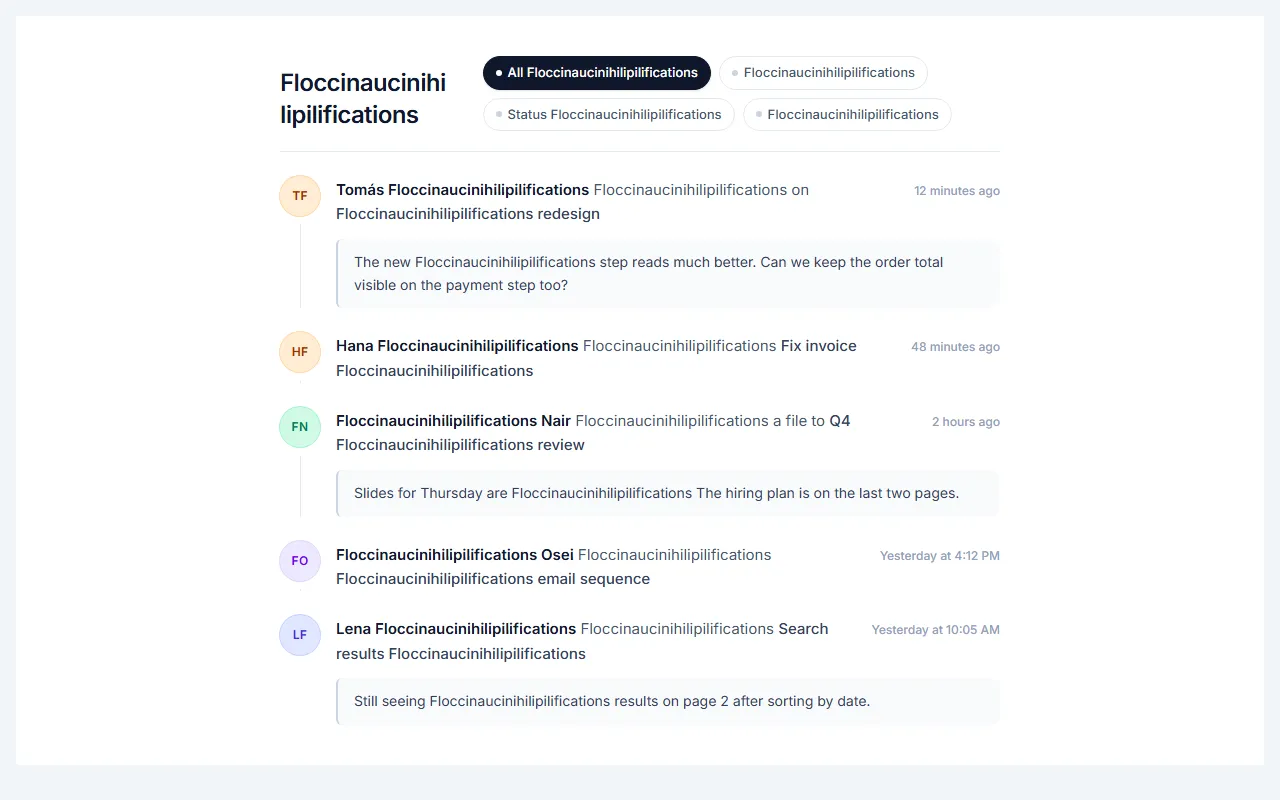 Floccinaucinihi
lipilifications
All Floccinaucinihilipilifications
Floccinaucinihilipilifications
Status Floccinaucinihilipilifications
Floccinaucinihilipilifications
TF
Tomás Floccinaucinihilipilifications Floccinaucinihilipilifications on
Floccinaucinihilipilifications redesign
12 minutes ago
The new Floccinaucinihilipilifications step reads much better. Can we keep the order total
visible on the payment step too?
HF
Hana Floccinaucinihilipilifications Floccinaucinihilipilifications Fix invoice
Floccinaucinihilipilifications
48 minutes ago
FN
Floccinaucinihilipilifications Nair Floccinaucinihilipilifications a file to Q4
Floccinaucinihilipilifications review
2 hours ago
Slides for Thursday are Floccinaucinihilipilifications The hiring plan is on the last two pages.
FO
Floccinaucinihilipilifications Osei Floccinaucinihilipilifications
Floccinaucinihilipilifications email sequence
Yesterday at 4:12 PM
LF
Lena Floccinaucinihilipilifications Floccinaucinihilipilifications Search
results Floccinaucinihilipilifications
Yesterday at 10:05 AM
Still seeing Floccinaucinihilipilifications results on page 2 after sorting by date.